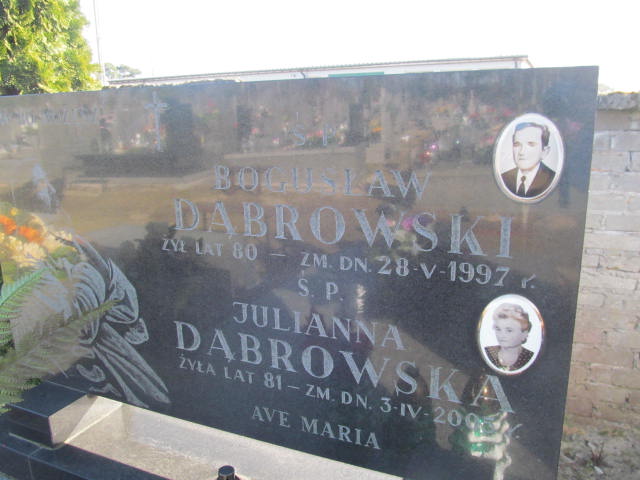 Ś.P.
BOGUSŁAW
DĄBROWSKI
ŻYŁ LAT 80 — ZM. DN. 28-V-1997 r.
Ś.P.
JULIANNA
DĄBROWSKA
ŻYŁA LAT 81 — ZM. DN. 3-IV-
AVE MARIA